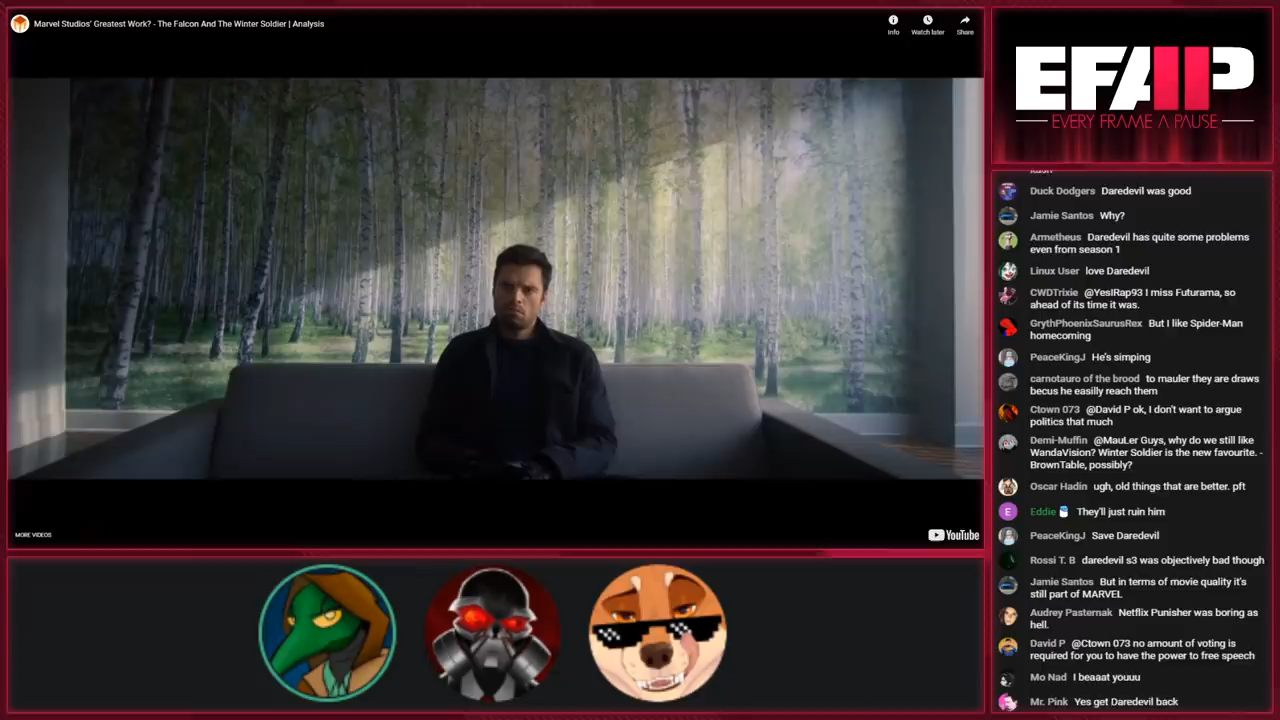 Marvel Studios' Greatest Work? - The Falcon And The Winter Soldier | Analysis
Info
Watch later
Share
MORE VIDEOS
YouTube
EFAP
EVERY FRAME A PAUSE
Duck Dodgers Daredevil was good
Jamie Santos Why?
Armetheus Daredevil has quite some problems
even from season 1
Linux User love Daredevil
CWDTrixie @Yes!Rap93 I miss Futurama, so
ahead of its time it was.
GrythPhoenixSaurusRex But I like Spider-Man
homecoming
PeaceKingJ He's simping
carnotauro of the brood to mauler they are draws
becus he easilly reach them
Ctown 073 @David P ok, I don't want to argue
politics that much
Demi-Muffin @MauLer Guys, why do we still like
WandaVision? Winter Soldier is the new favourite. -
BrownTable, possibly?
Oscar Hadin ugh, old things that are better. pft
E
Eddie They'll just ruin him
PeaceKingJ Save Daredevil
Rossi T. B daredevil s3 was objectively bad though
Jamie Santos But in terms of movie quality it's
still part of MARVEL
Audrey Pasternak Netflix Punisher was boring as
hell.
David P @Ctown 073 no amount of voting is
required for you to have the power to free speech
Mo Nad I beaaat youuu
Mr. Pink Yes get Daredevil back